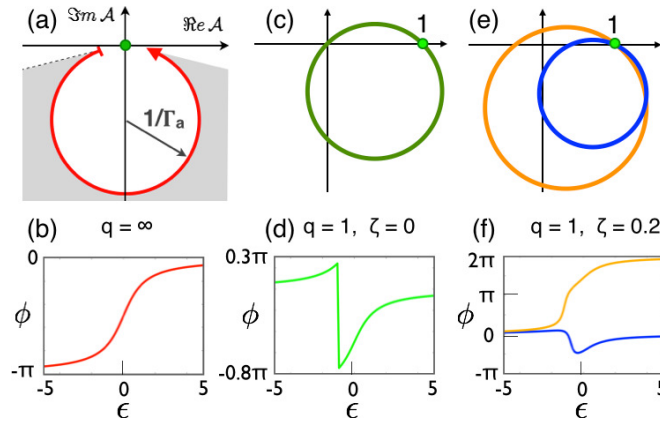 (a) ℑm 𝒜 ℜe 𝒜
1/Γₐ
(c) 1
(e) 1
(b) q = ∞
0
ϕ
-π
-5 0 5
ϵ
(d) q = 1, ζ = 0
0.3π
ϕ
-0.8π
-5 0 5
ϵ
(f) q = 1, ζ = 0.2
2π
π
ϕ
0
-π
-5 0 5
ϵ